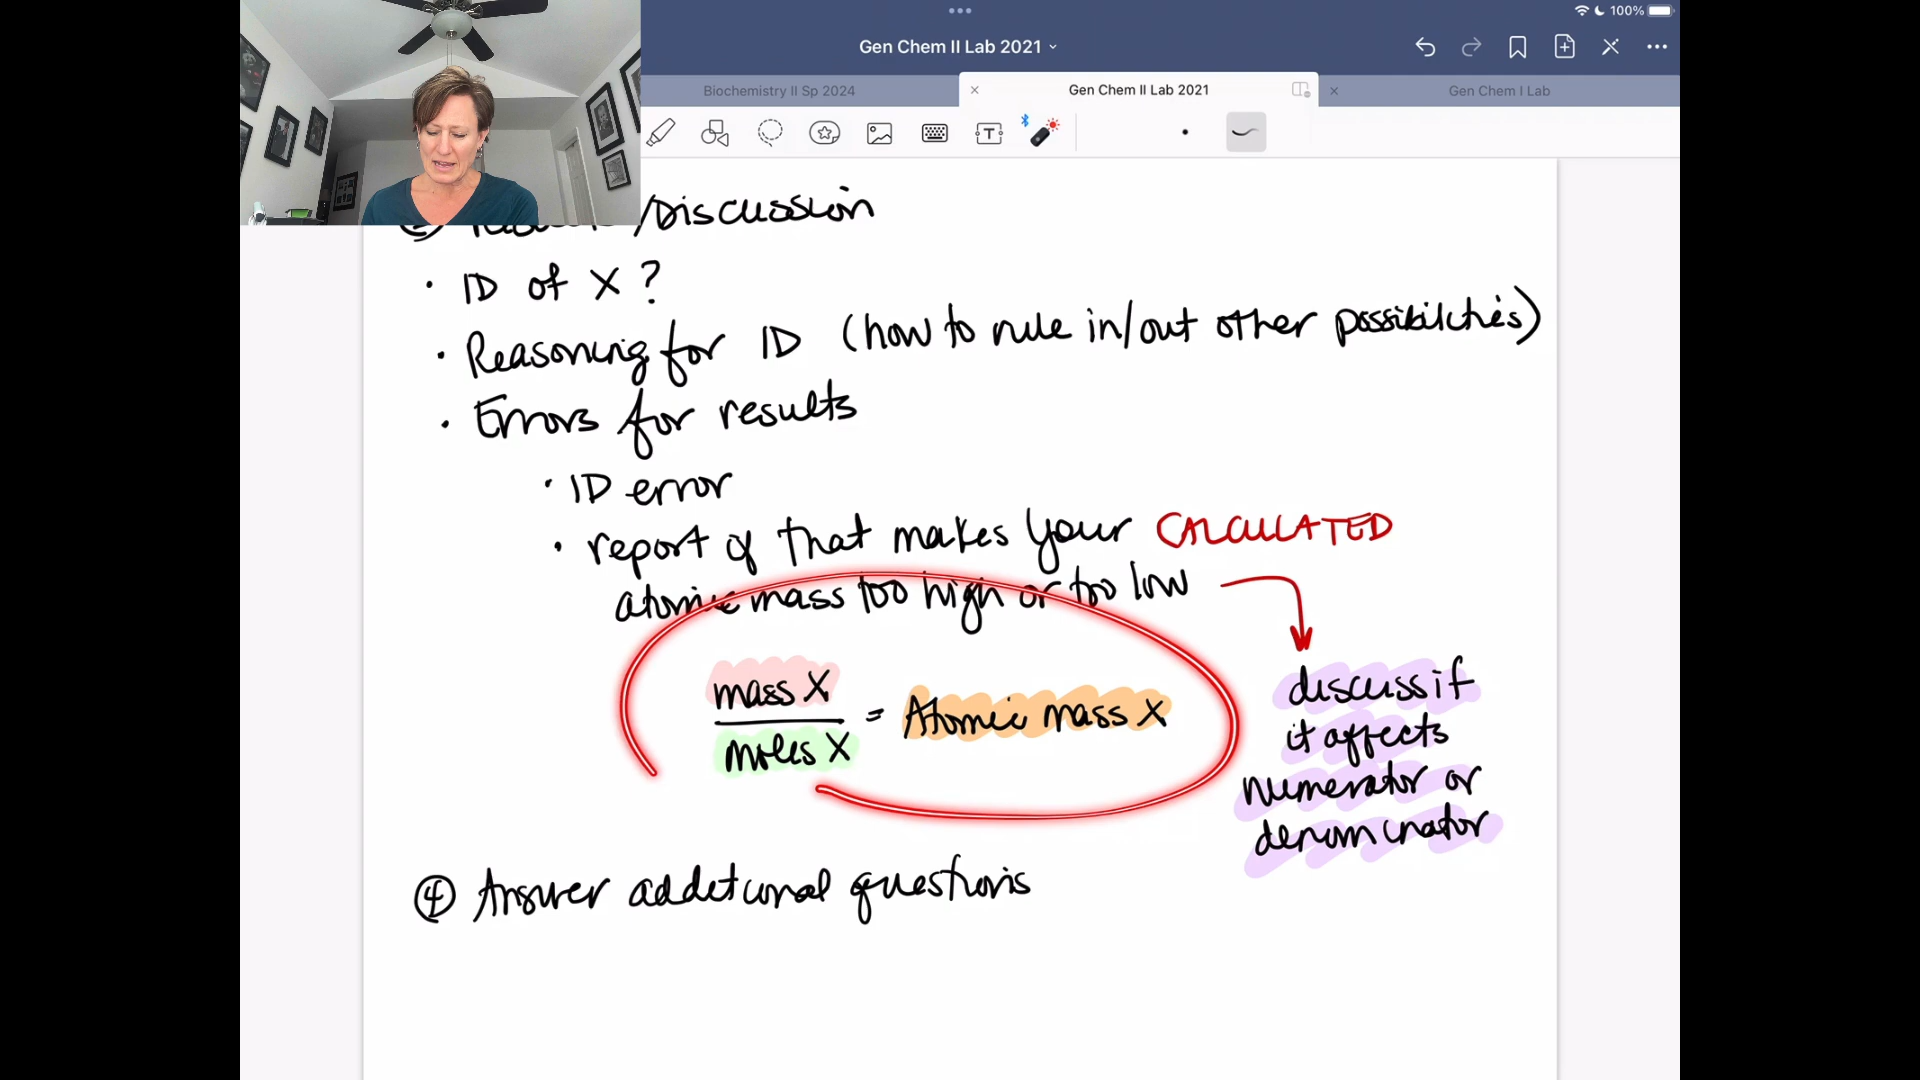 100%
Gen Chem II Lab 2021
Biochemistry II Sp 2024
Gen Chem II Lab 2021
Gen Chem I Lab
T
/Discussion
• ID of X ?
• Reasoning for ID (how to rule in/out other possibilities)
• Errors for results
• ID error
• report if that makes your CALCULATED
atomic mass too high or too low
mass X
moles X
= Atomic mass X
discuss if
it affects
numerator or
denominator
④ Answer additional questions